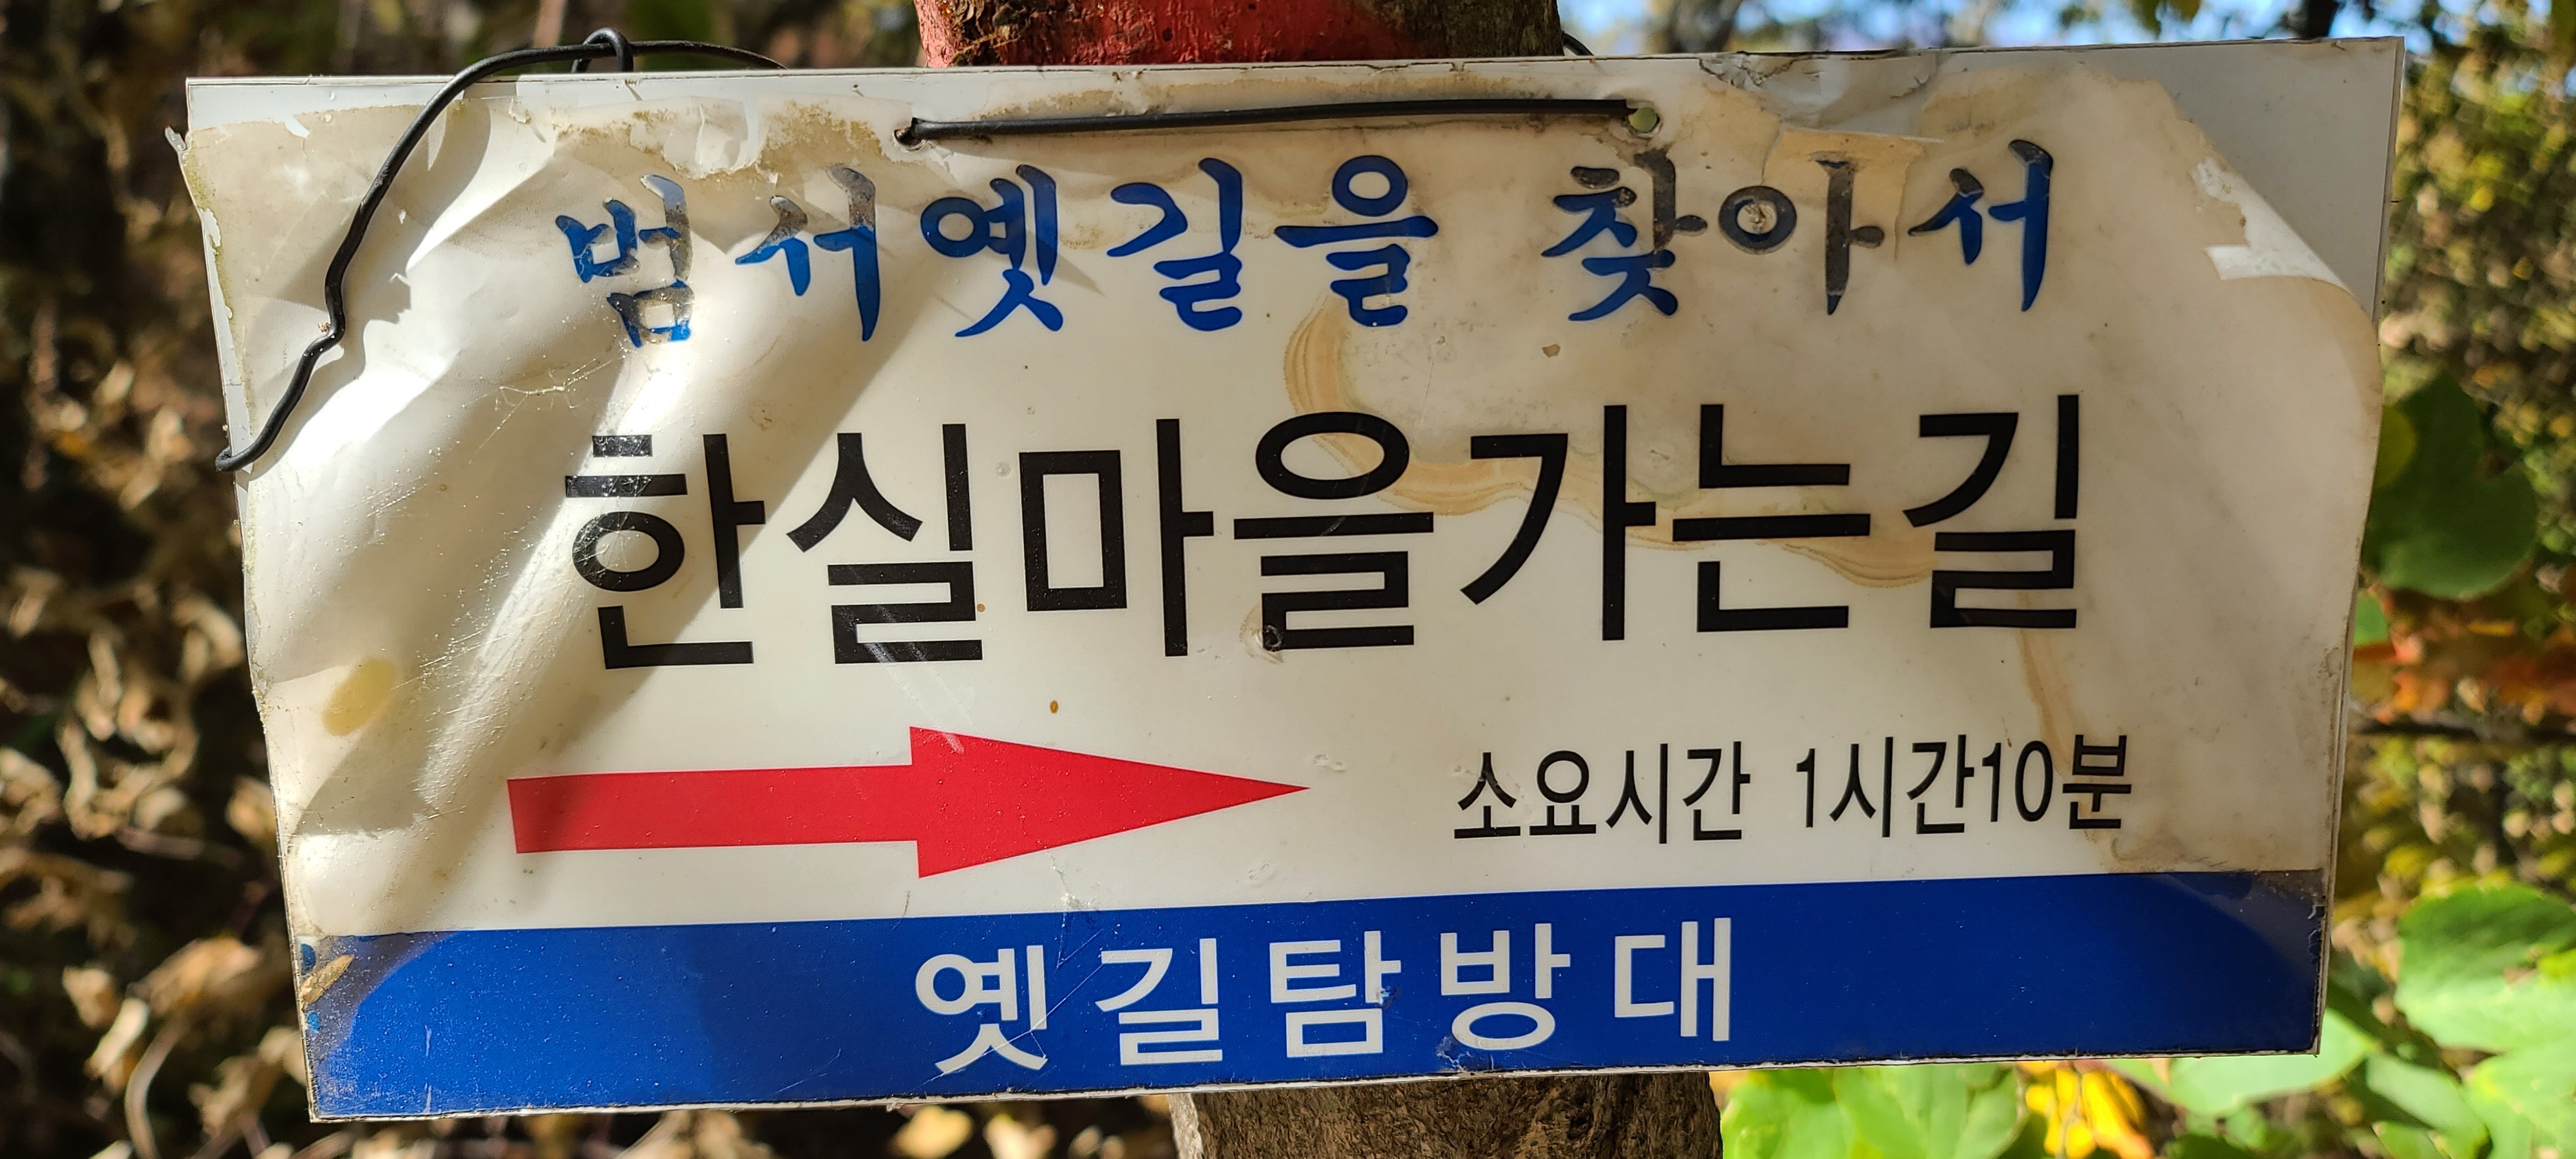 범서옛길을 찾아서
한실마을가는길
소요시간 1시간10분
옛길탐방대